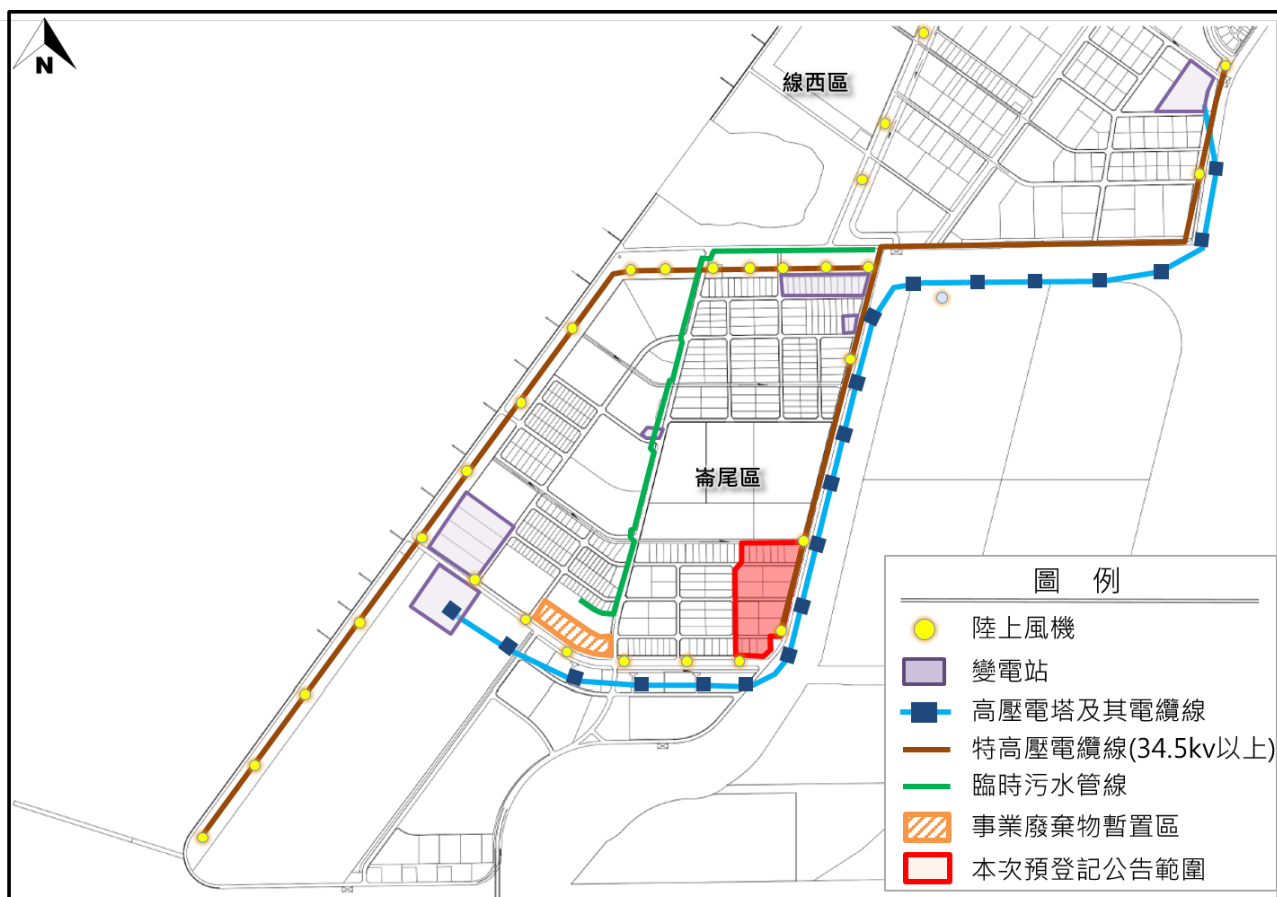 N
線西區
崙尾區
圖 例
陸上風機
變電站
高壓電塔及其電纜線
特高壓電纜線(34.5kv以上)
臨時污水管線
事業廢棄物暫置區
本次預登記公告範圍